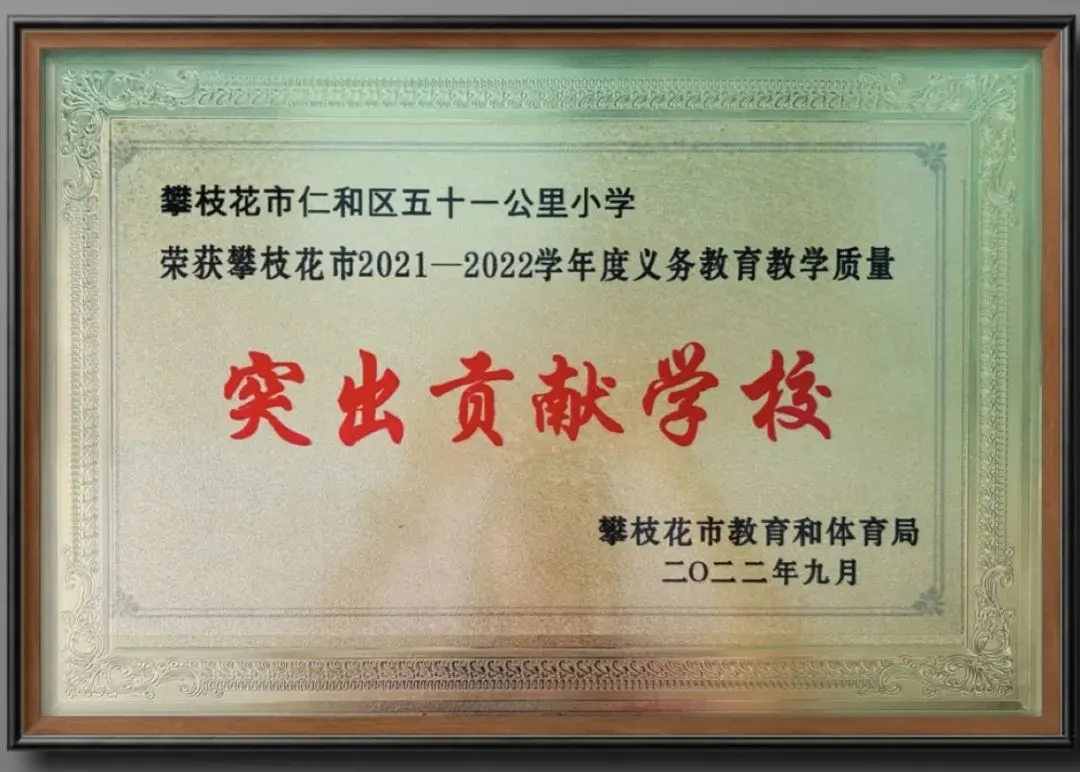 攀枝花市仁和区五十一公里小学
荣获攀枝花市2021—2022学年度义务教育教学质量
突出贡献学校
攀枝花市教育和体育局
二〇二二年九月